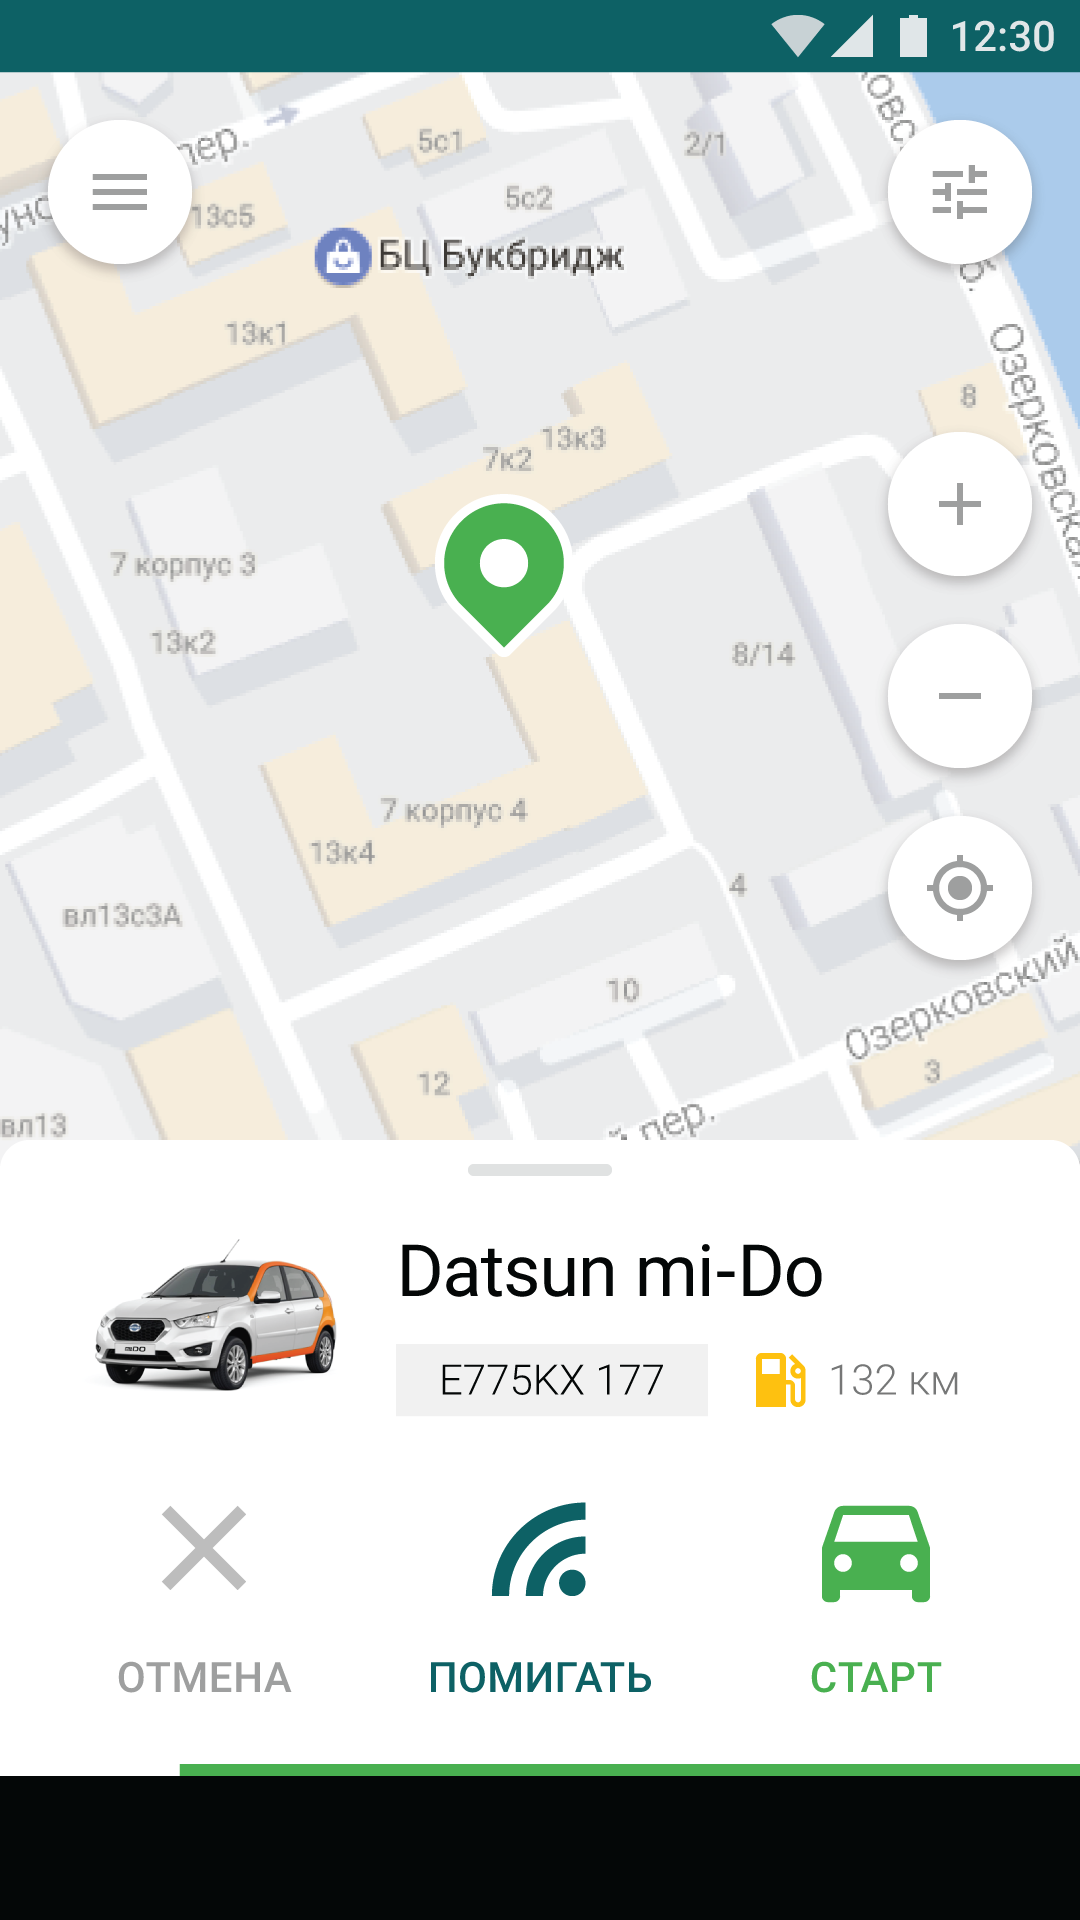 12:30
пер.
5с1
2/1
5с2
13с5
БЦ Букбридж
13к1
8
13к3
7к2
Озерковская
7 корпус 3
13к2
8/14
7 корпус 4
13к4
4
вл13с3А
10
Озерковский
3
12
вл13
й пер.
Datsun mi-Do
E775KX 177
132 км
ОТМЕНА
ПОМИГАТЬ
СТАРТ